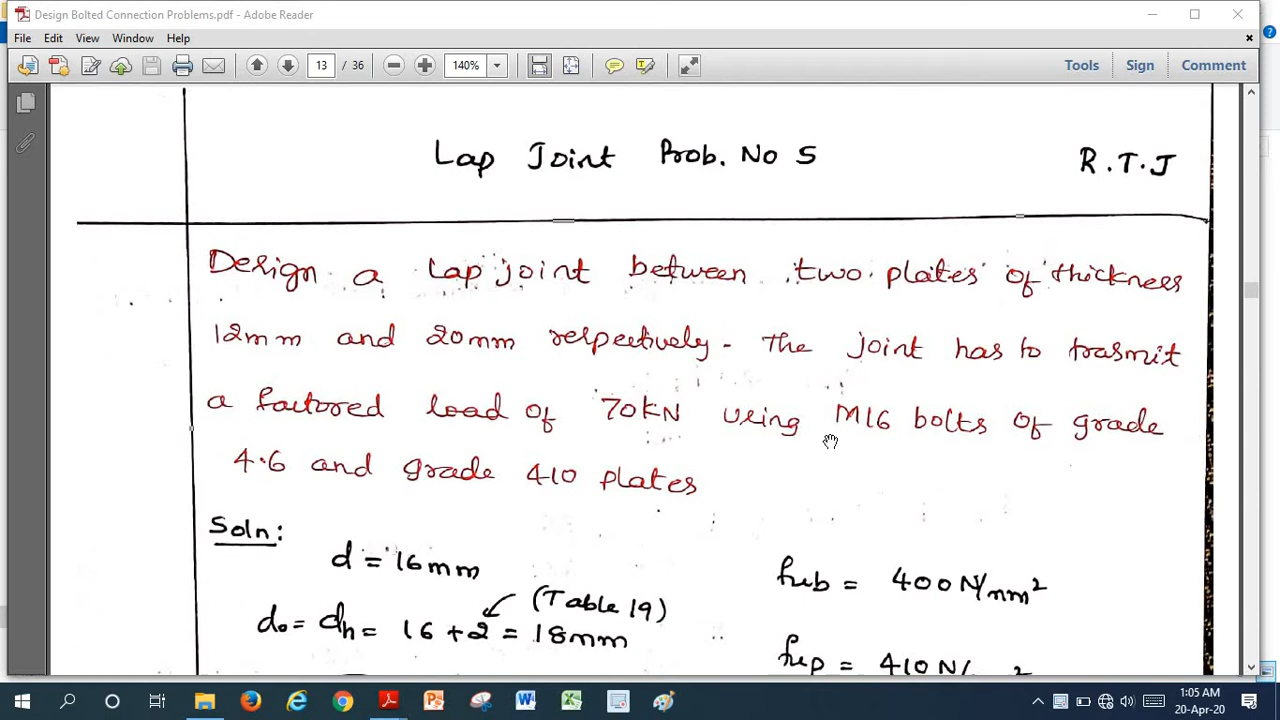 Design Bolted Connection Problems.pdf - Adobe Reader
File Edit View Window Help
13 / 36 140% Tools Sign Comment
Lap Joint Prob. No 5 R.T.J
Design a Lap joint between two plates of thickness
12mm and 20mm respectively. The joint has to trasmit
a factored load of 70kN using M16 bolts of grade
4.6 and grade 410 plates
Soln:
d = 16mm fub = 400 N/mm²
(Table 19)
do = dh = 16 + 2 = 18mm
fup = 410 N/
1:05 AM
20-Apr-20